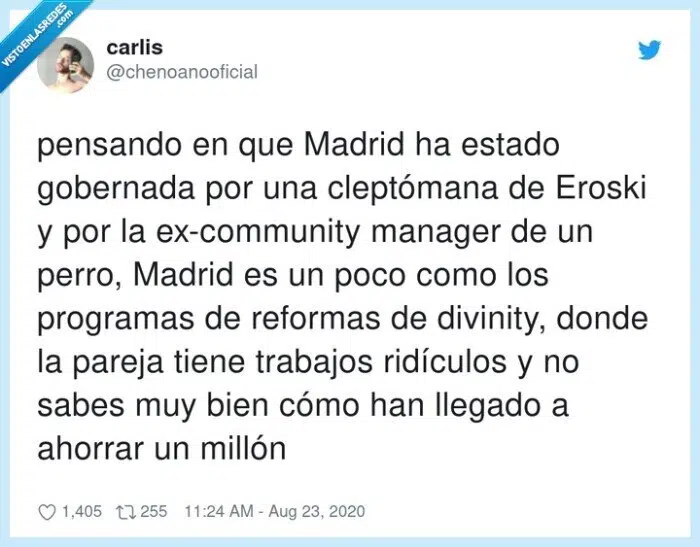 VISTOENLASREDES
.com
carlis
@chenoanooficial
pensando en que Madrid ha estado
gobernada por una cleptómana de Eroski
y por la ex-community manager de un
perro, Madrid es un poco como los
programas de reformas de divinity, donde
la pareja tiene trabajos ridículos y no
sabes muy bien cómo han llegado a
ahorrar un millón
1,405 255 11:24 AM - Aug 23, 2020